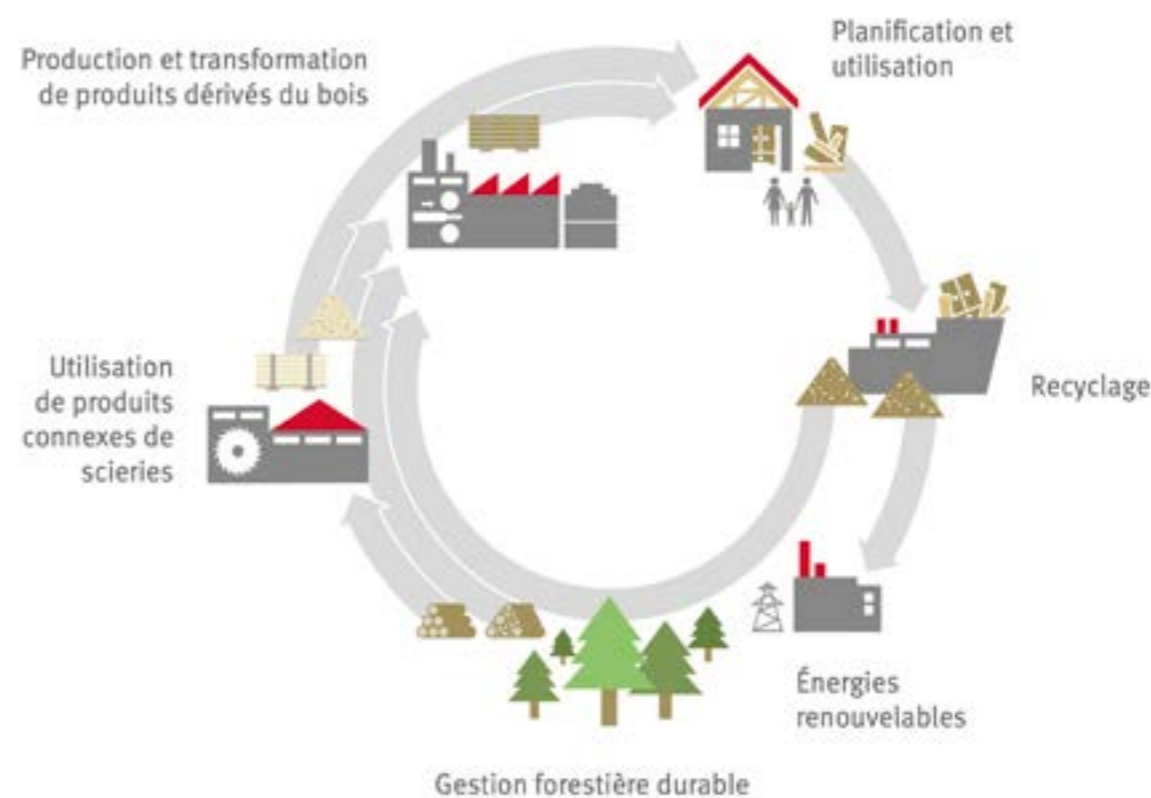 Production et transformation
de produits dérivés du bois
Planification et
utilisation
Utilisation
de produits
connexes de
scieries
Recyclage
Énergies
renouvelables
Gestion forestière durable